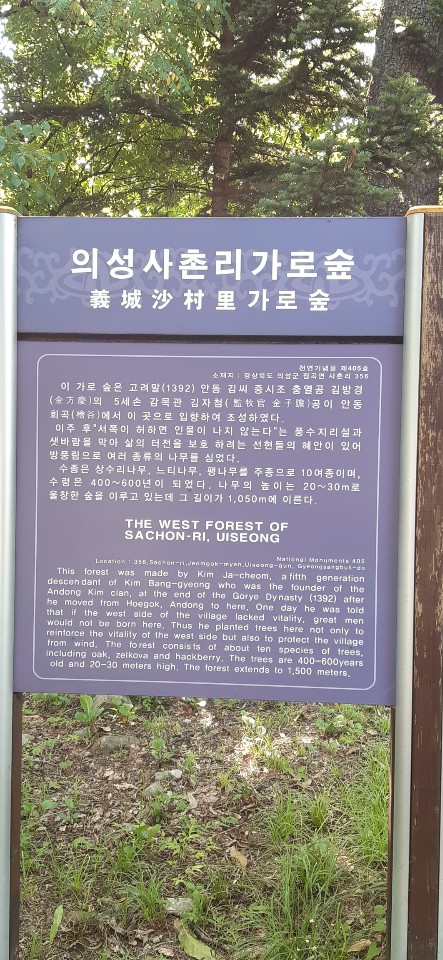 의성사촌리가로숲
義城沙村里가로숲
천연기념물 제405호
소재지 : 경상북도 의성군 점곡면 사촌리 356
이 가로 숲은 고려말(1392) 안동 김씨 중시조 충열공 김방경
(金方慶)의 5세손 감목관 김자첨(監牧官 金子瞻)공이 안동
회곡(檜谷)에서 이 곳으로 입향하여 조성하였다.
이주 후"서쪽이 허하면 인물이 나지 않는다"는 풍수지리설과
샛바람을 막아 삶의 터전을 보호 하려는 선현들의 혜안이 있어
방풍림으로 여러 종류의 나무를 심었다.
수종은 상수리나무, 느티나무, 팽나무를 주종으로 10여종이며,
수령은 400~600년이 되었다. 나무의 높이는 20~30m로
울창한 숲을 이루고 있는데 그 길이가 1,050m에 이른다.
THE WEST FOREST OF
SACHON-RI, UISEONG
National Monuments 405
Location : 356,Sachon-ri,Jeomgok-myen,Uiseong-gun, Gyeongsangbuk-do
This forest was made by Kim Ja-cheom, a fifth generation
descendant of Kim Bang-gyeong who was the founder of the
Andong Kim clan, at the end of the Gorye Dynasty (1392) after
he moved from Hoegok, Andong to here. One day he was told
that if the west side of the village lacked vitality, great men
would not be born here. Thus he planted trees here not only to
reinforce the vitality of the west side but also to protect the village
from wind. The forest consists of about ten species of trees,
including oak, zelkova and hackberry. The trees are 400-600years
old and 20-30 meters high. The forest extends to 1,500 meters.